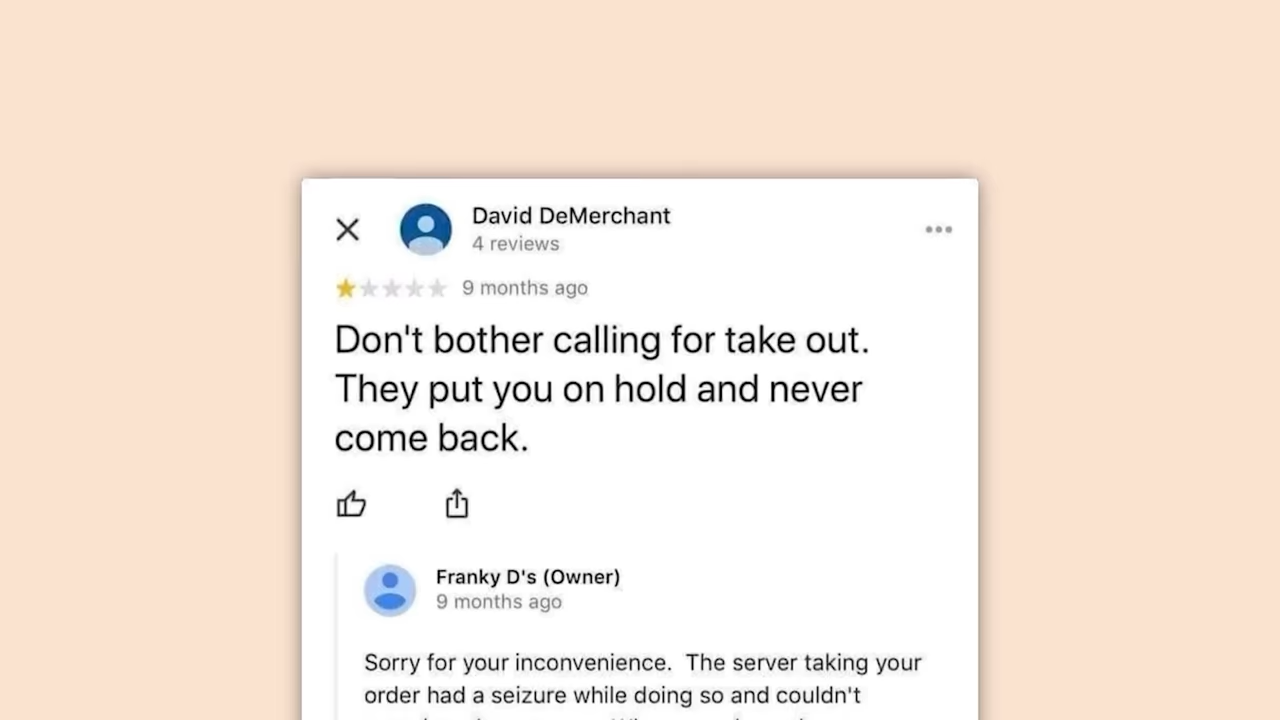 David DeMerchant
4 reviews
9 months ago
Don't bother calling for take out.
They put you on hold and never
come back.
Franky D's (Owner)
9 months ago
Sorry for your inconvenience.  The server taking your
order had a seizure while doing so and couldn't